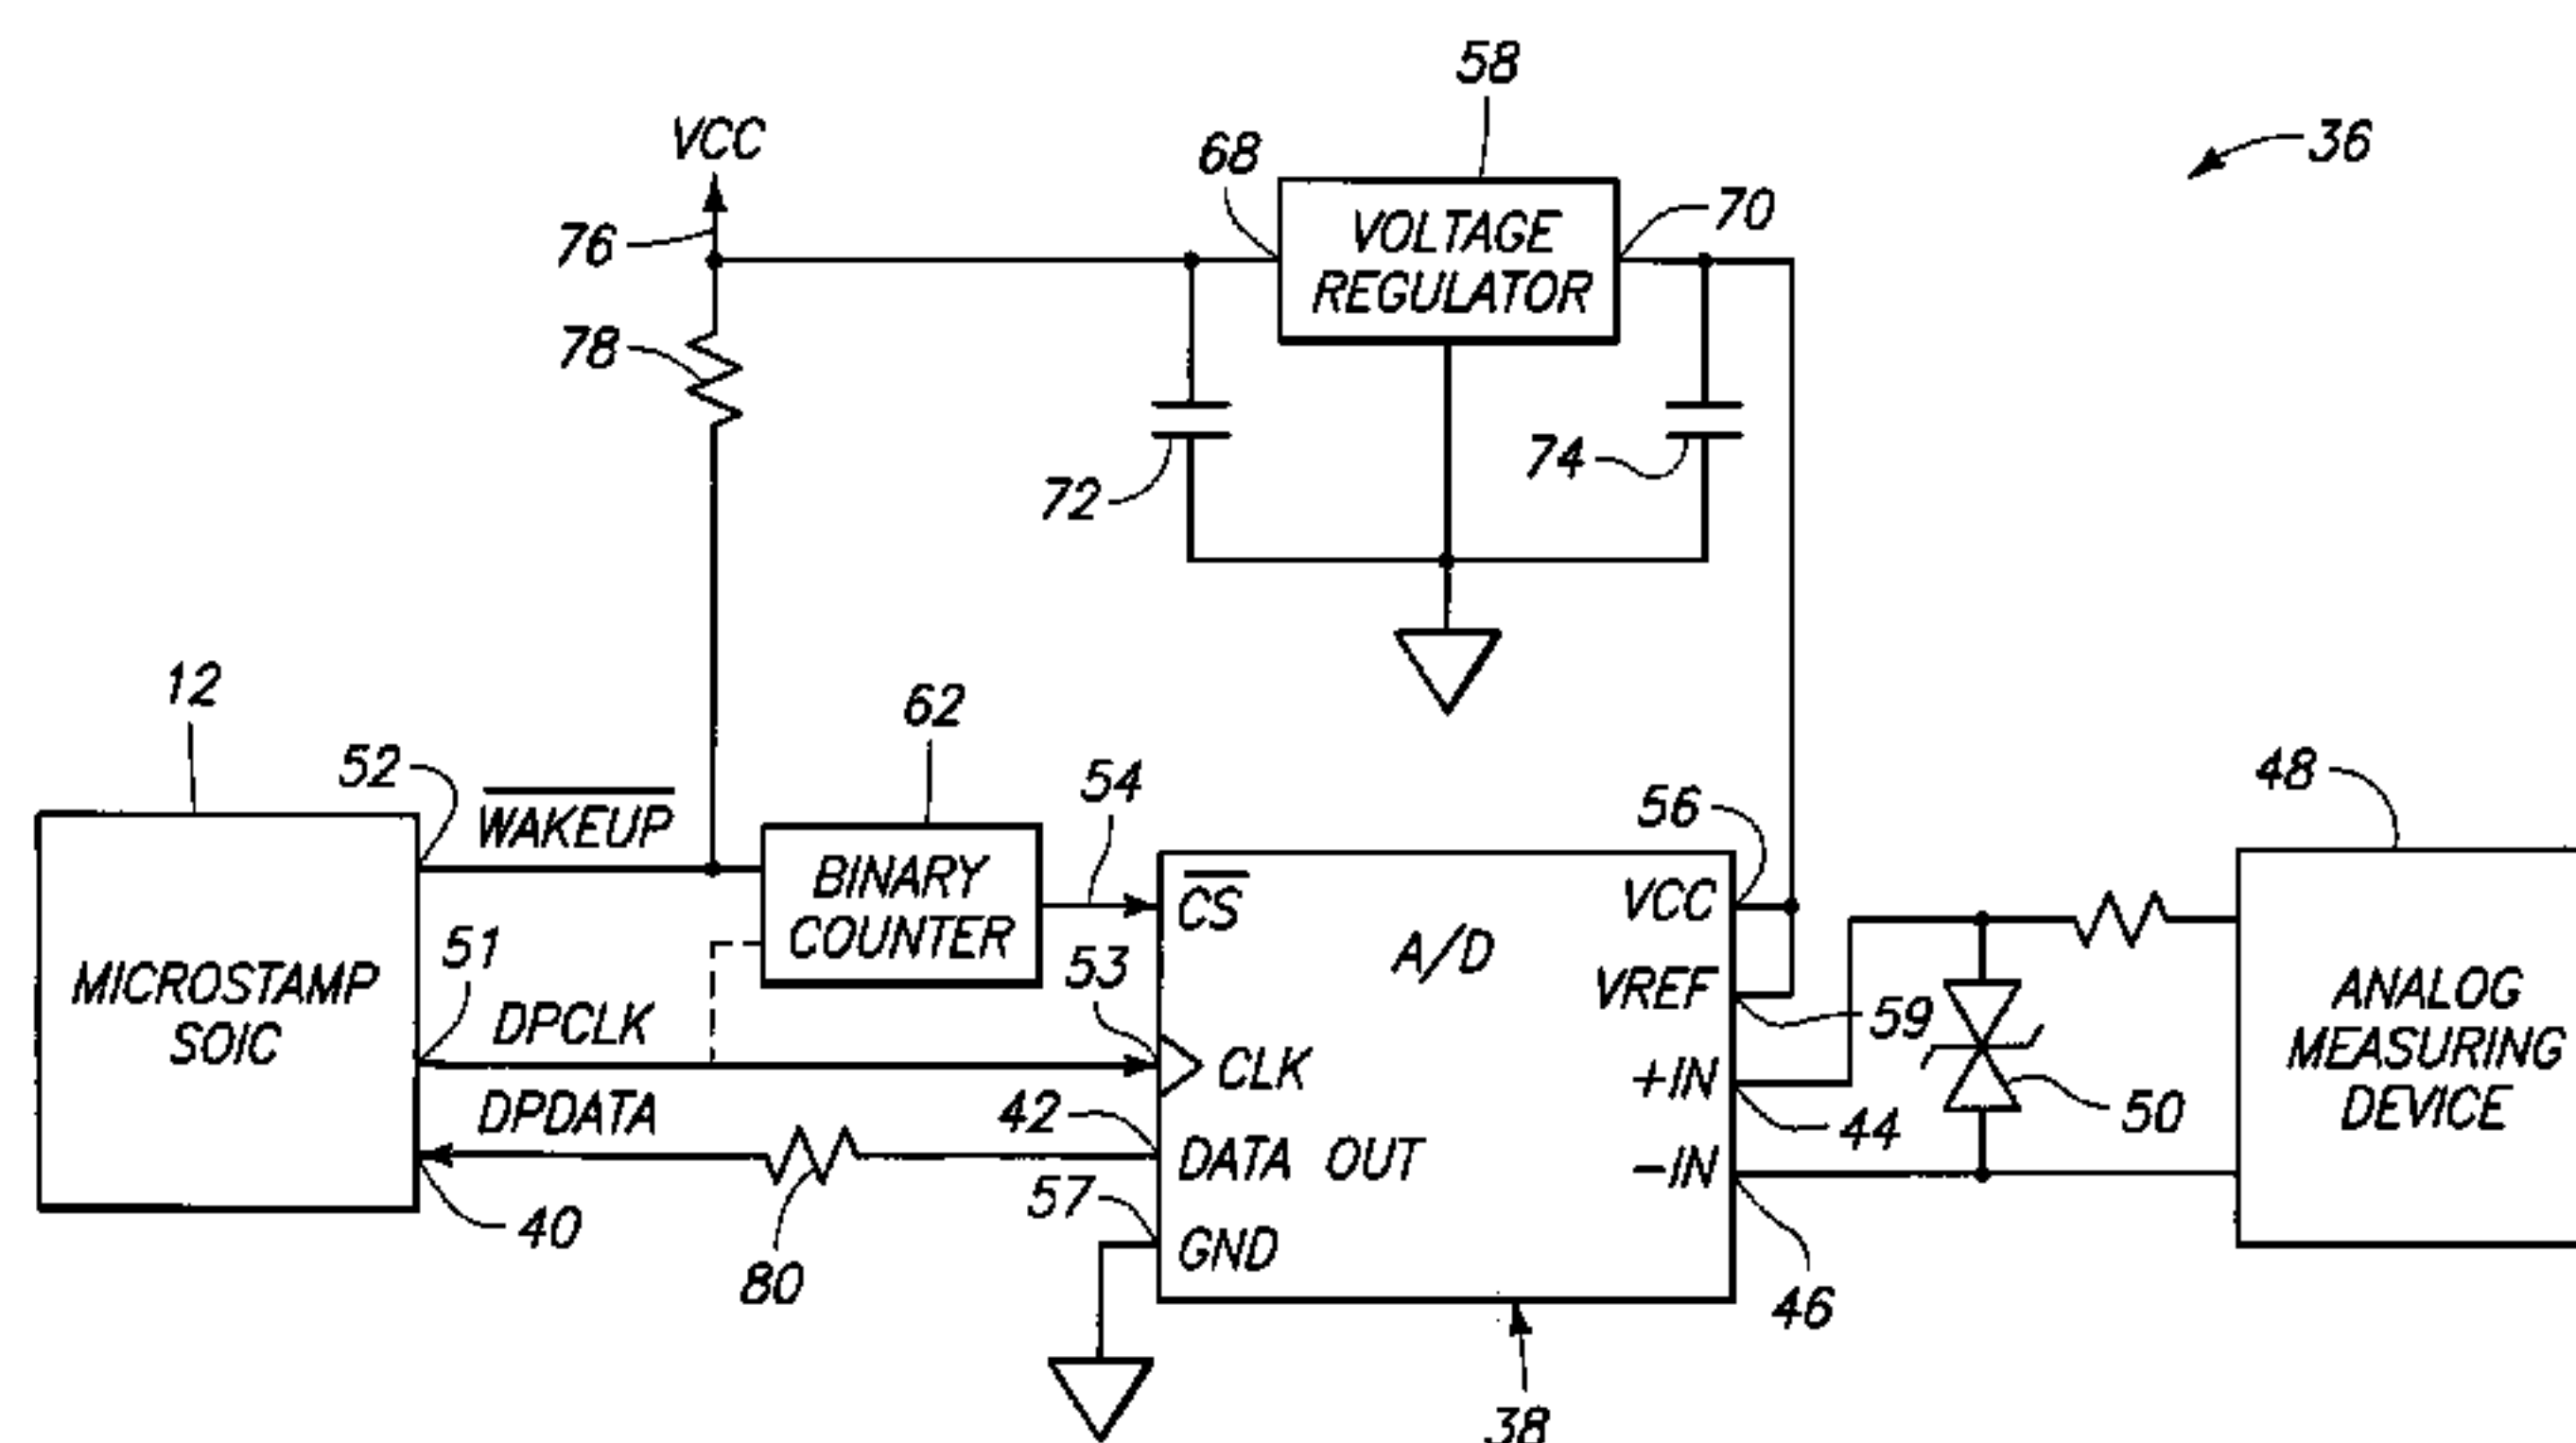 58
36
VCC
68
70
76
VOLTAGE
REGULATOR
78
74
72
12
62
52
WAKEUP
54
56
48
BINARY
COUNTER
CS
VCC
51
53
A/D
MICROSTAMP
SOIC
DPCLK
VREF
59
ANALOG
MEASURING
DEVICE
CLK
+IN
DPDATA
42
44
50
DATA OUT
-IN
57
40
GND
80
46
38